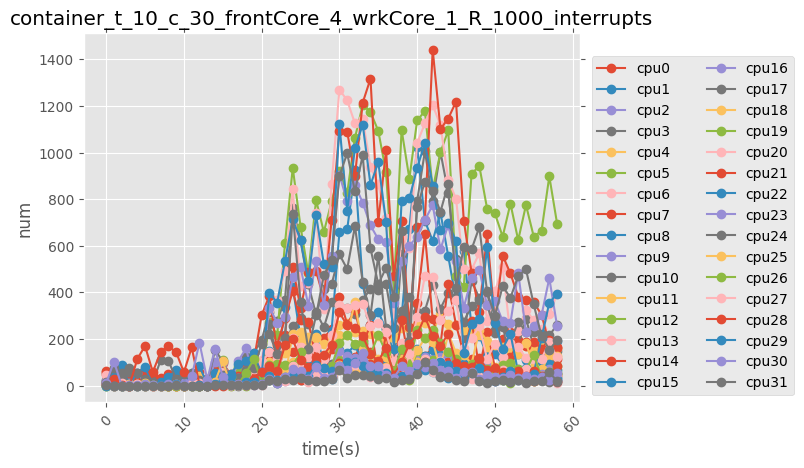 container_t_10_c_30_frontCore_4_wrkCore_1_R_1000_interrupts
num
1400
1200
1000
800
600
400
200
0
0
10
20
30
40
50
60
time(s)
cpu0
cpu1
cpu2
cpu3
cpu4
cpu5
cpu6
cpu7
cpu8
cpu9
cpu10
cpu11
cpu12
cpu13
cpu14
cpu15
cpu16
cpu17
cpu18
cpu19
cpu20
cpu21
cpu22
cpu23
cpu24
cpu25
cpu26
cpu27
cpu28
cpu29
cpu30
cpu31